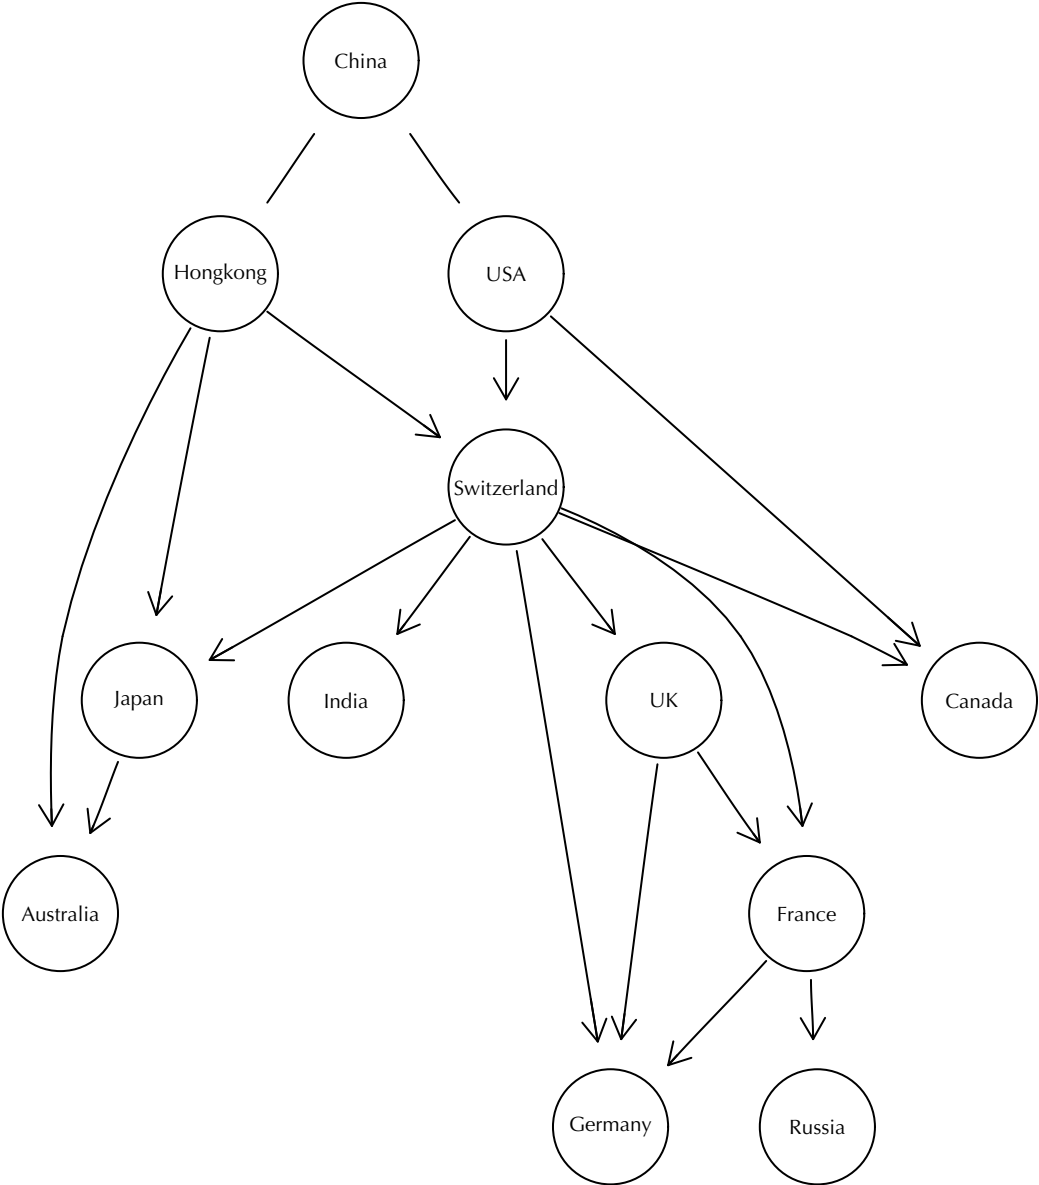 China
Hongkong
USA
Switzerland
Japan
India
UK
Canada
Australia
France
Germany
Russia